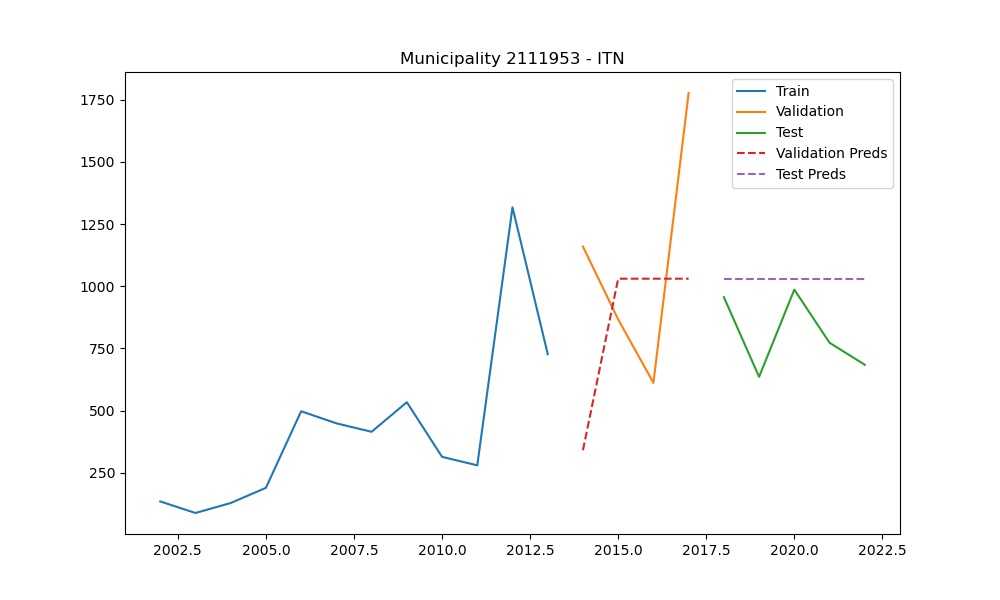 Municipality 2111953 - ITN
Train
Validation
Test
Validation Preds
Test Preds
1750
1500
1250
1000
750
500
250
2002.5 2005.0 2007.5 2010.0 2012.5 2015.0 2017.5 2020.0 2022.5